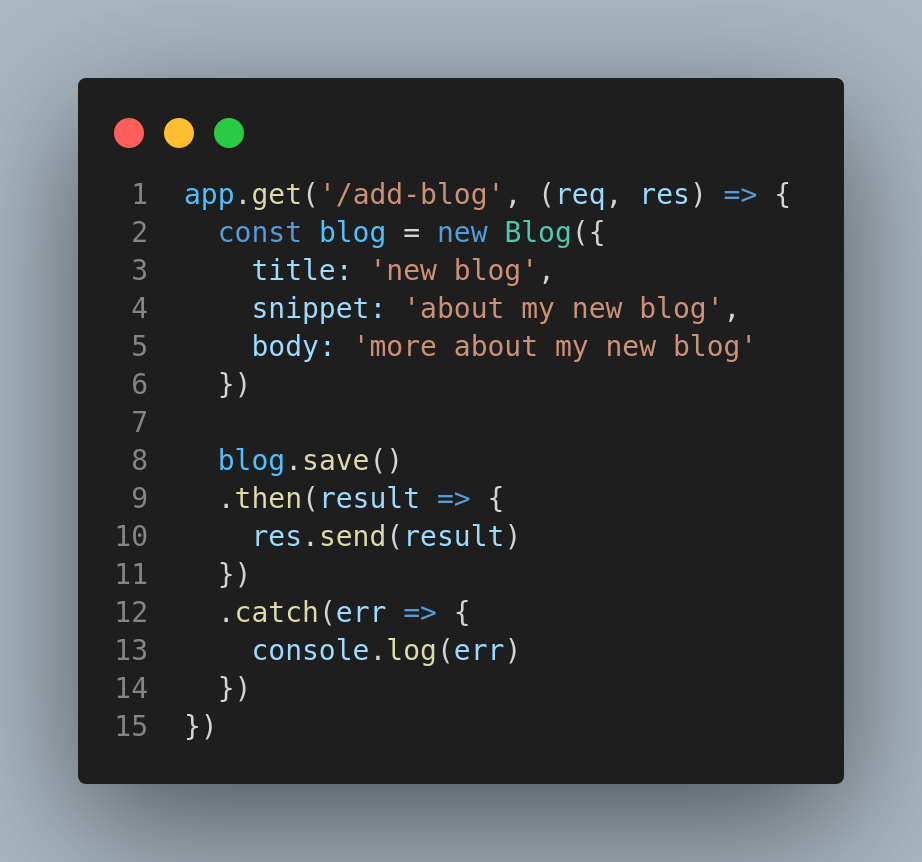 1 app.get('/add-blog', (req, res) => {
2   const blog = new Blog({
3     title: 'new blog',
4     snippet: 'about my new blog',
5     body: 'more about my new blog'
6   })
7
8   blog.save()
9   .then(result => {
10     res.send(result)
11   })
12   .catch(err => {
13     console.log(err)
14   })
15 })